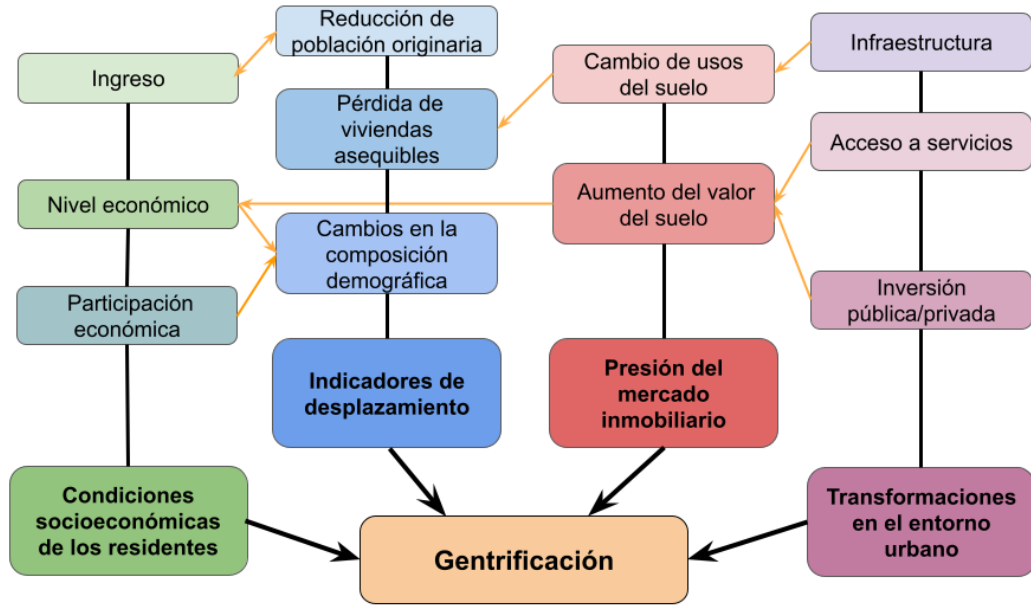 Reducción de
población originaria
Infraestructura
Ingreso
Cambio de usos
del suelo
Pérdida de
viviendas
asequibles
Acceso a servicios
Nivel económico
Aumento del valor
del suelo
Cambios en la
composición
demográfica
Participación
económica
Inversión
pública/privada
Indicadores de
desplazamiento
Presión del
mercado
inmobiliario
Condiciones
socioeconómicas
de los residentes
Transformaciones
en el entorno
urbano
Gentrificación